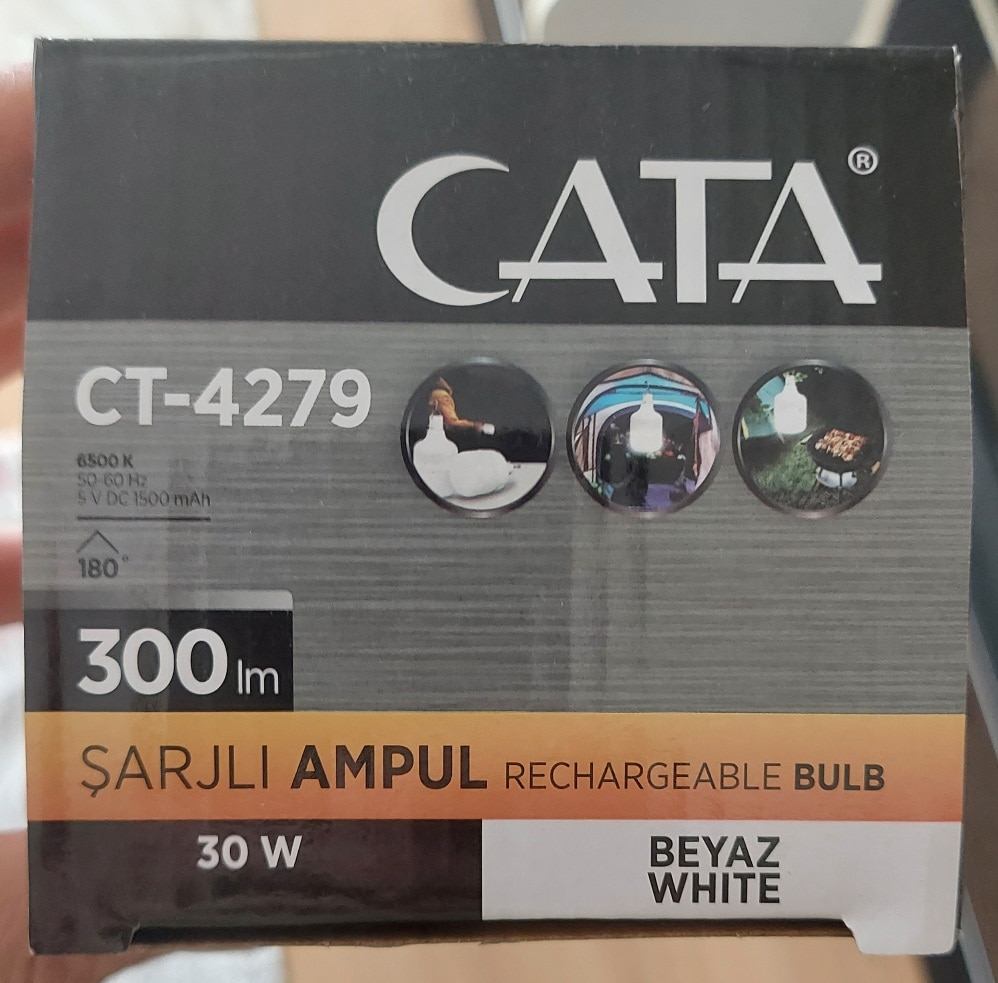 CATA®
CT-4279
6500 K
50-60 Hz
5 V DC 1500 mAh
180°
300 lm
ŞARJLI AMPUL RECHARGEABLE BULB
30 W
BEYAZ
WHITE